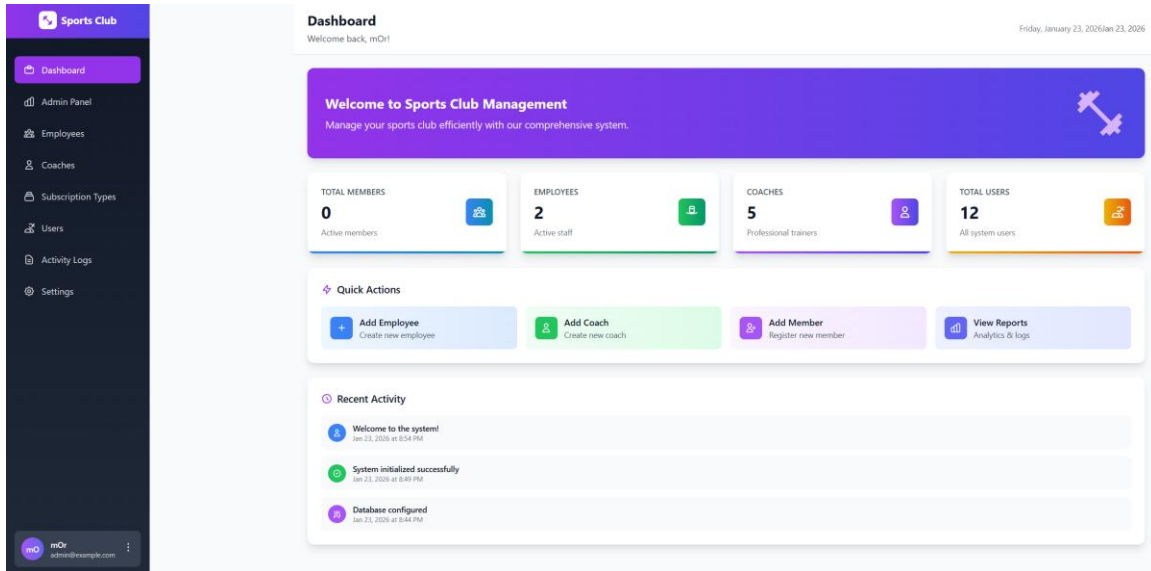 Sports Club
Dashboard
Admin Panel
Employees
Coaches
Subscription Types
Users
Activity Logs
Settings
mO
mOr
admin@example.com
Dashboard
Welcome back, mOr!
Friday, January 23, 2026Jan 23, 2026
Welcome to Sports Club Management
Manage your sports club efficiently with our comprehensive system.
TOTAL MEMBERS
0
Active members
EMPLOYEES
2
Active staff
COACHES
5
Professional trainers
TOTAL USERS
12
All system users
Quick Actions
Add Employee
Create new employee
Add Coach
Create new coach
Add Member
Register new member
View Reports
Analytics & logs
Recent Activity
Welcome to the system!
Jan 23, 2026 at 8:54 PM
System initialized successfully
Jan 23, 2026 at 8:49 PM
Database configured
Jan 23, 2026 at 8:44 PM